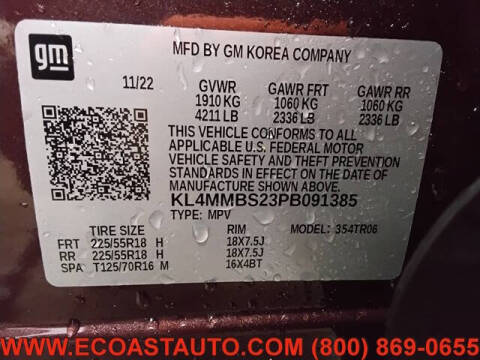 gm
MFD BY GM KOREA COMPANY
11/22 GVWR GAWR FRT GAWR RR
1910 KG 1060 KG 1060 KG
4211 LB 2336 LB 2336 LB
THIS VEHICLE CONFORMS TO ALL
APPLICABLE U.S. FEDERAL MOTOR
VEHICLE SAFETY AND THEFT PREVENTION
STANDARDS IN EFFECT ON THE DATE OF
MANUFACTURE SHOWN ABOVE.
KL4MMBS23PB091385
TYPE: MPV MODEL: 354TR06
TIRE SIZE RIM
FRT 225/55R18 H 18X7.5J
RR 225/55R18 H 18X7.5J
SPA T125/70R16 M 16X4BT
WWW.ECOASTAUTO.COM (800) 869-0655